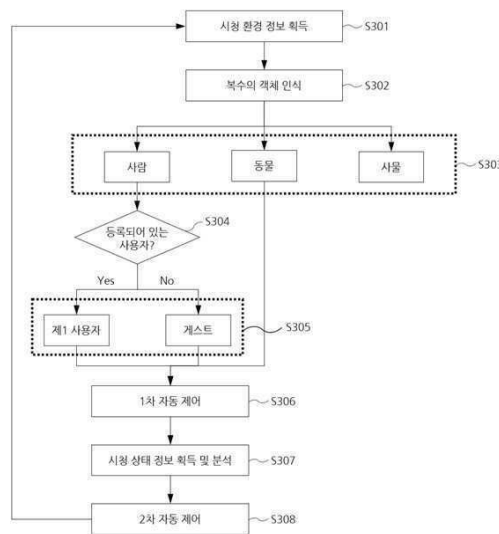 시청 환경 정보 획득
S301
복수의 객체 인식
S302
사람
동물
사물
S303
등록되어 있는
사용자?
S304
Yes
No
제1 사용자
게스트
S305
1차 자동 제어
S306
시청 상태 정보 획득 및 분석
S307
2차 자동 제어
S308